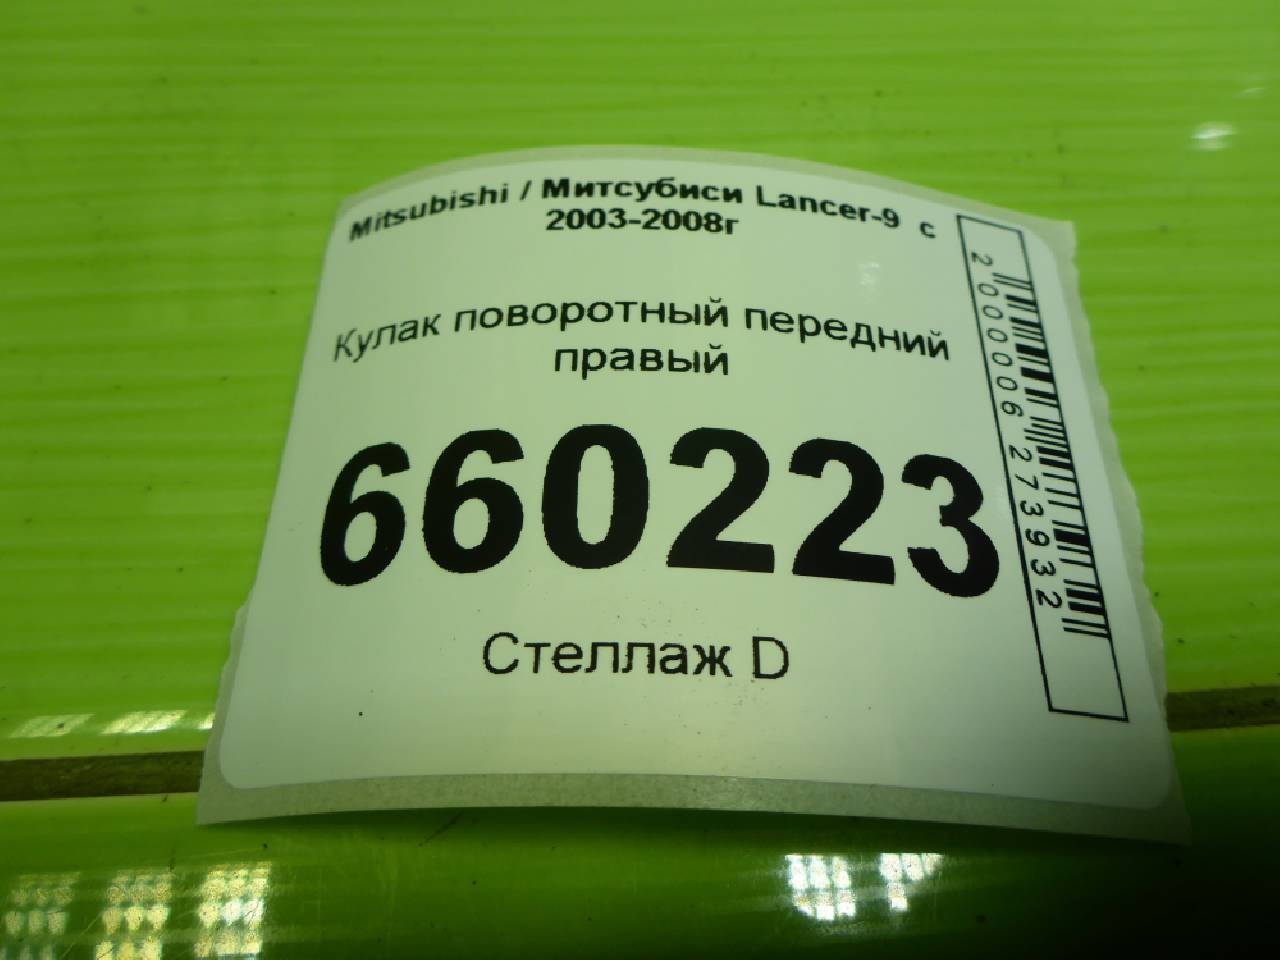 Mitsubishi / Митсубиси Lancer-9 с
2003-2008г
Кулак поворотный передний
правый
660223
Стеллаж D
2000006273932